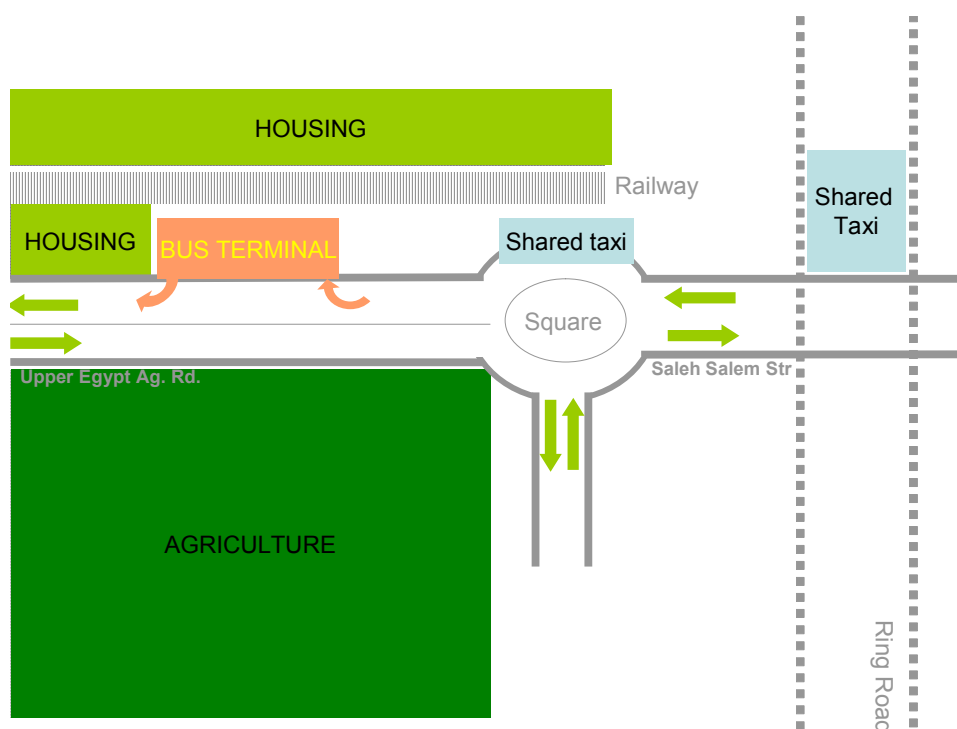 HOUSING
Railway
Shared
Taxi
HOUSING
BUS TERMINAL
Shared taxi
Square
Upper Egypt Ag. Rd.
Saleh Salem Str
AGRICULTURE
Ring Road